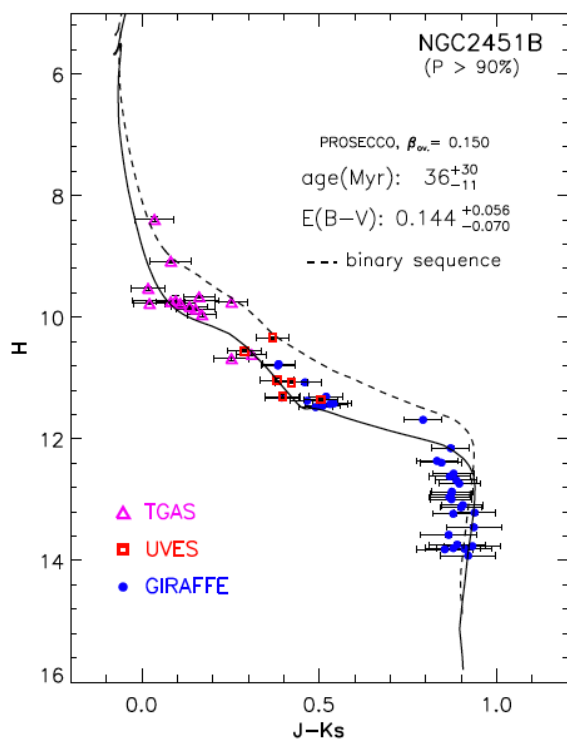 NGC2451B
(P > 90%)
PROSECCO, βov.= 0.150
age(Myr): 36 +30 −11
E(B−V): 0.144 +0.056 −0.070
binary sequence
TGAS
UVES
GIRAFFE
6
8
10
12
14
16
H
0.0 0.5 1.0
J−Ks